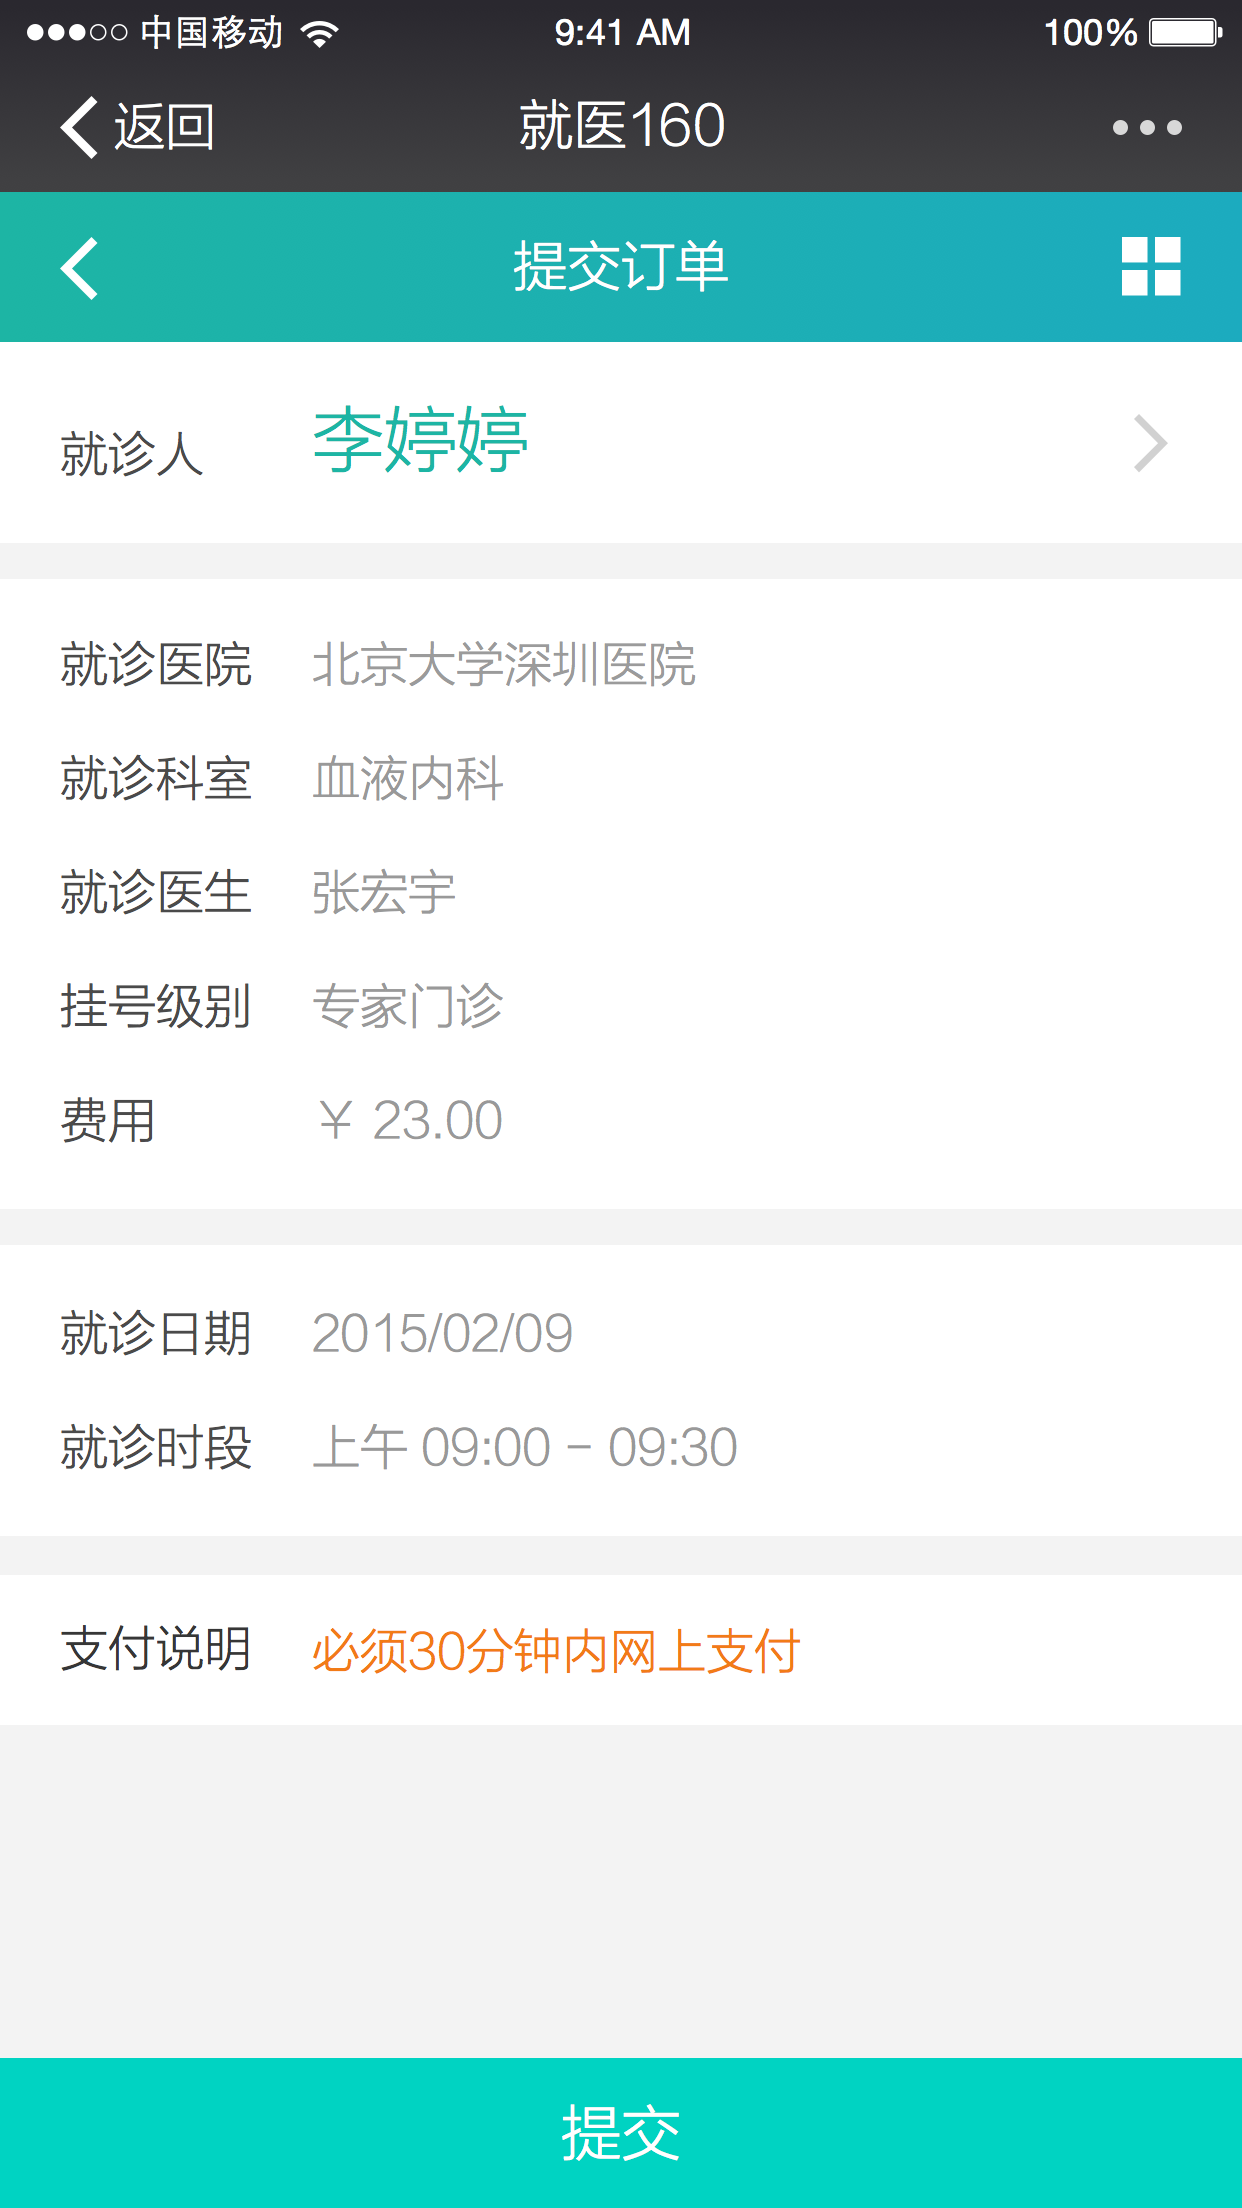 中国移动 9:41 AM 100%
返回 就医160
提交订单
就诊人 李婷婷
就诊医院 北京大学深圳医院
就诊科室 血液内科
就诊医生 张宏宇
挂号级别 专家门诊
费用 ¥ 23.00
就诊日期 2015/02/09
就诊时段 上午 09:00 - 09:30
支付说明 必须30分钟内网上支付
提交